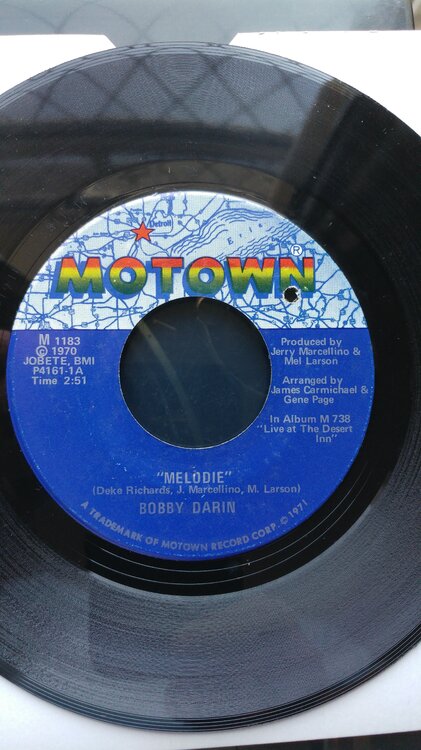 Detroit
Erie
MOTOWN®
M 1183
℗ 1970
JOBETE, BMI
P4161-1A
Time 2:51
Produced by
Jerry Marcellino &
Mel Larson
Arranged by
James Carmichael &
Gene Page
In Album M 738
"Live at The Desert
Inn"
"MELODIE"
(Deke Richards, J. Marcellino, M. Larson)
BOBBY DARIN
A TRADEMARK OF MOTOWN RECORD CORP. © 1971